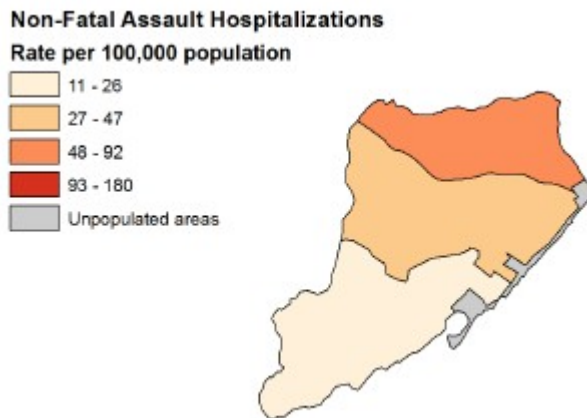 Non-Fatal Assault Hospitalizations
Rate per 100,000 population
11 - 26
27 - 47
48 - 92
93 - 180
Unpopulated areas